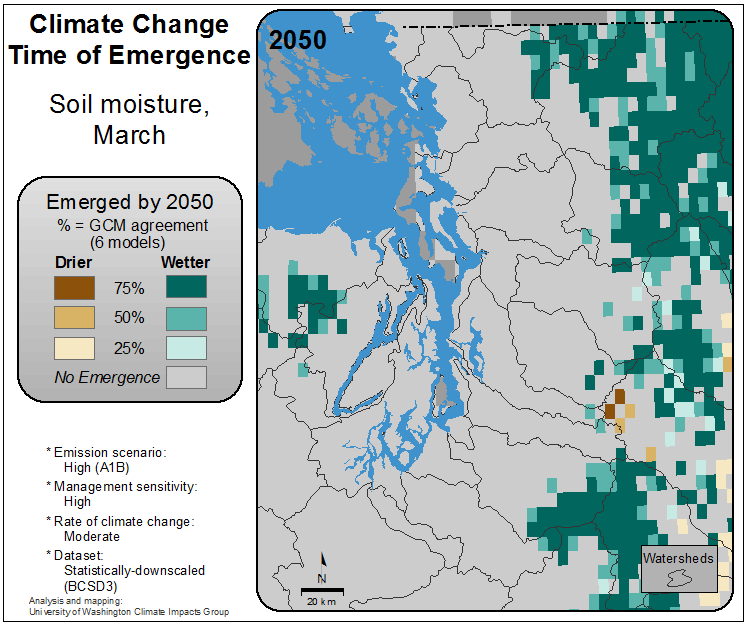 Climate Change
Time of Emergence
Soil moisture,
March
Emerged by 2050
% = GCM agreement
(6 models)
Drier Wetter
75%
50%
25%
No Emergence
* Emission scenario:
High (A1B)
* Management sensitivity:
High
* Rate of climate change:
Moderate
* Dataset:
Statistically-downscaled
(BCSD3)
Analysis and mapping:
University of Washington Climate Impacts Group
2050
N
20 km
Watersheds